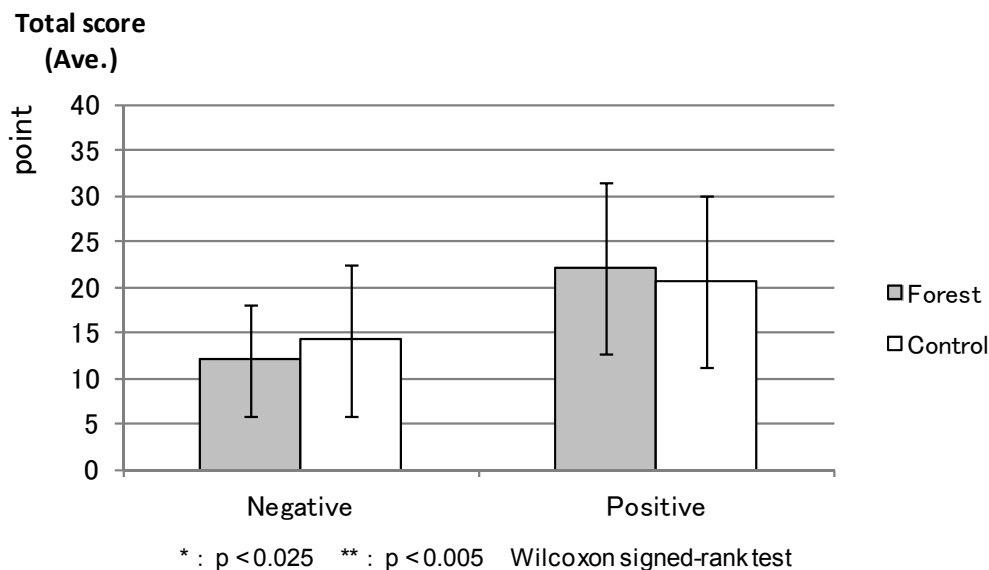 Total score
(Ave.)
point
40
35
30
25
20
15
10
5
0
Negative Positive
Forest
Control
* : p <0.025 ** : p <0.005 Wilcoxon signed-rank test